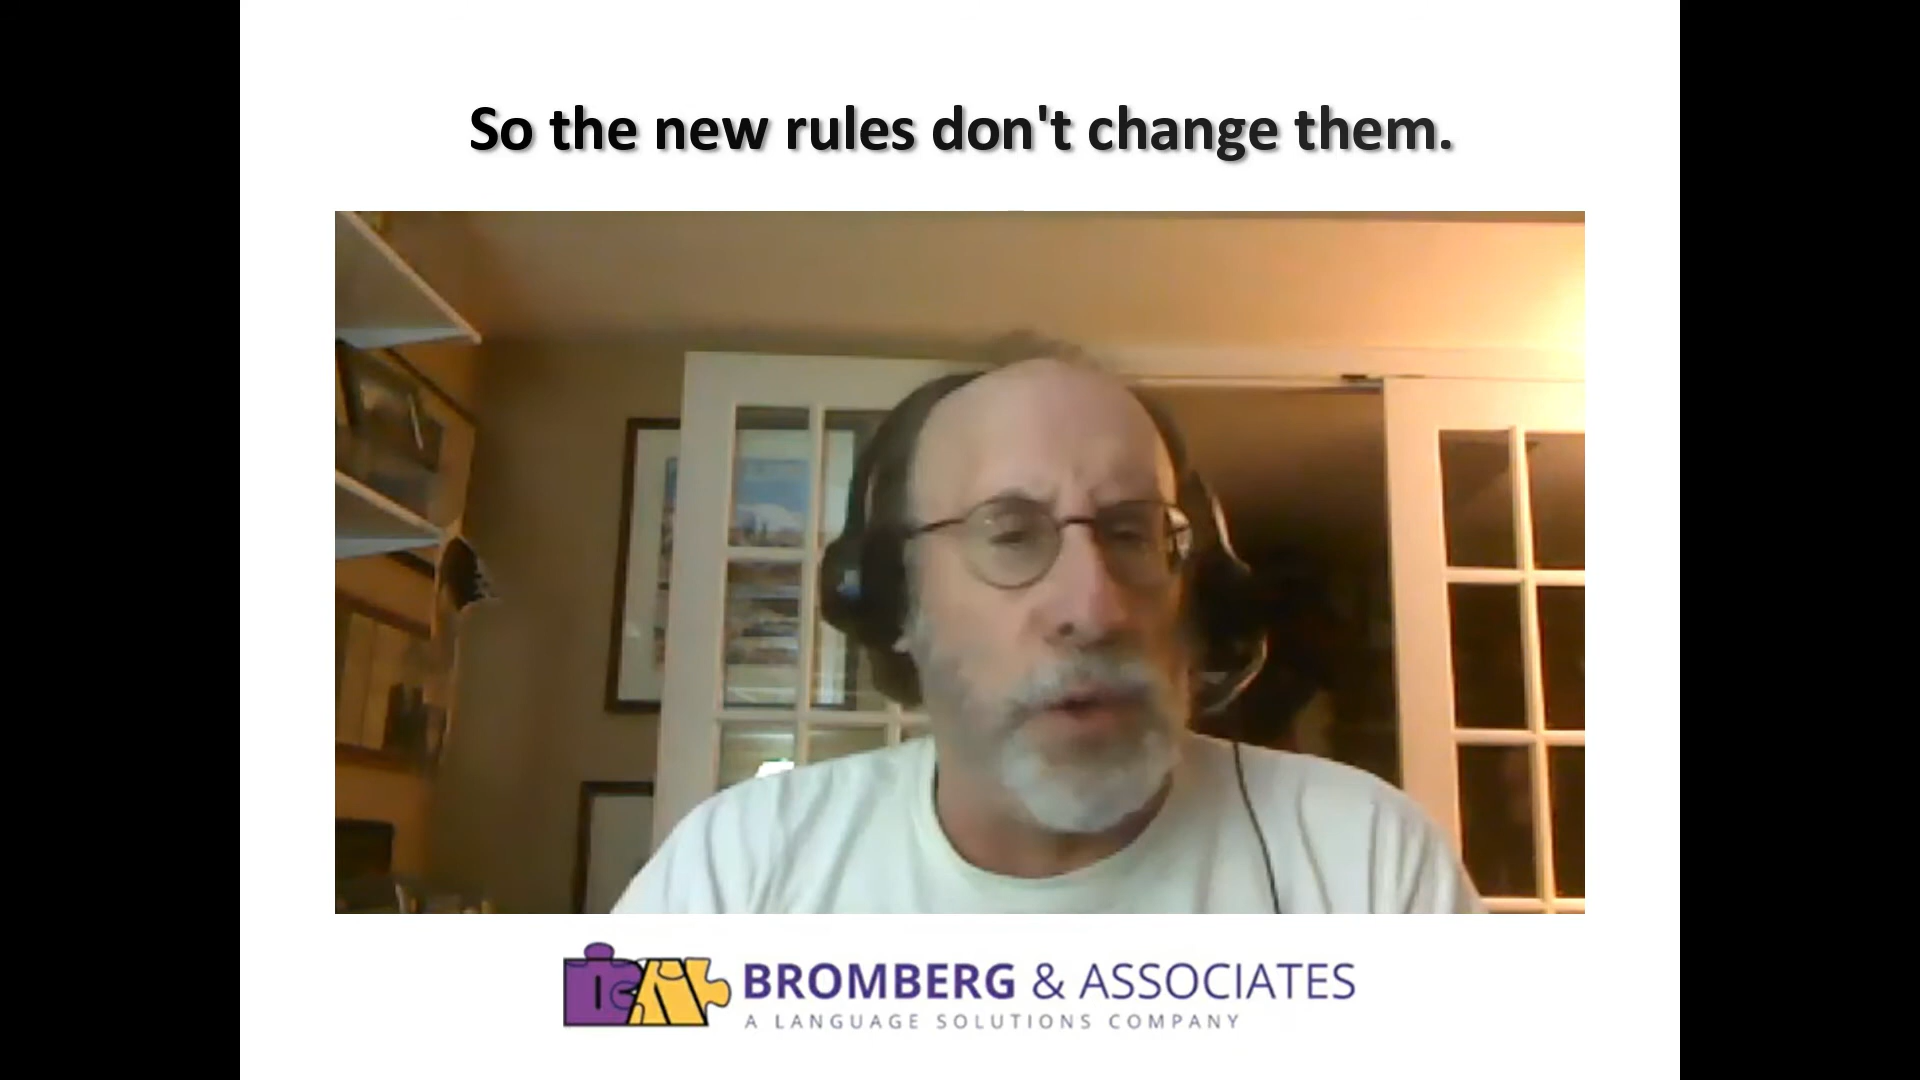 So the new rules don't change them.
BROMBERG & ASSOCIATES
A LANGUAGE SOLUTIONS COMPANY